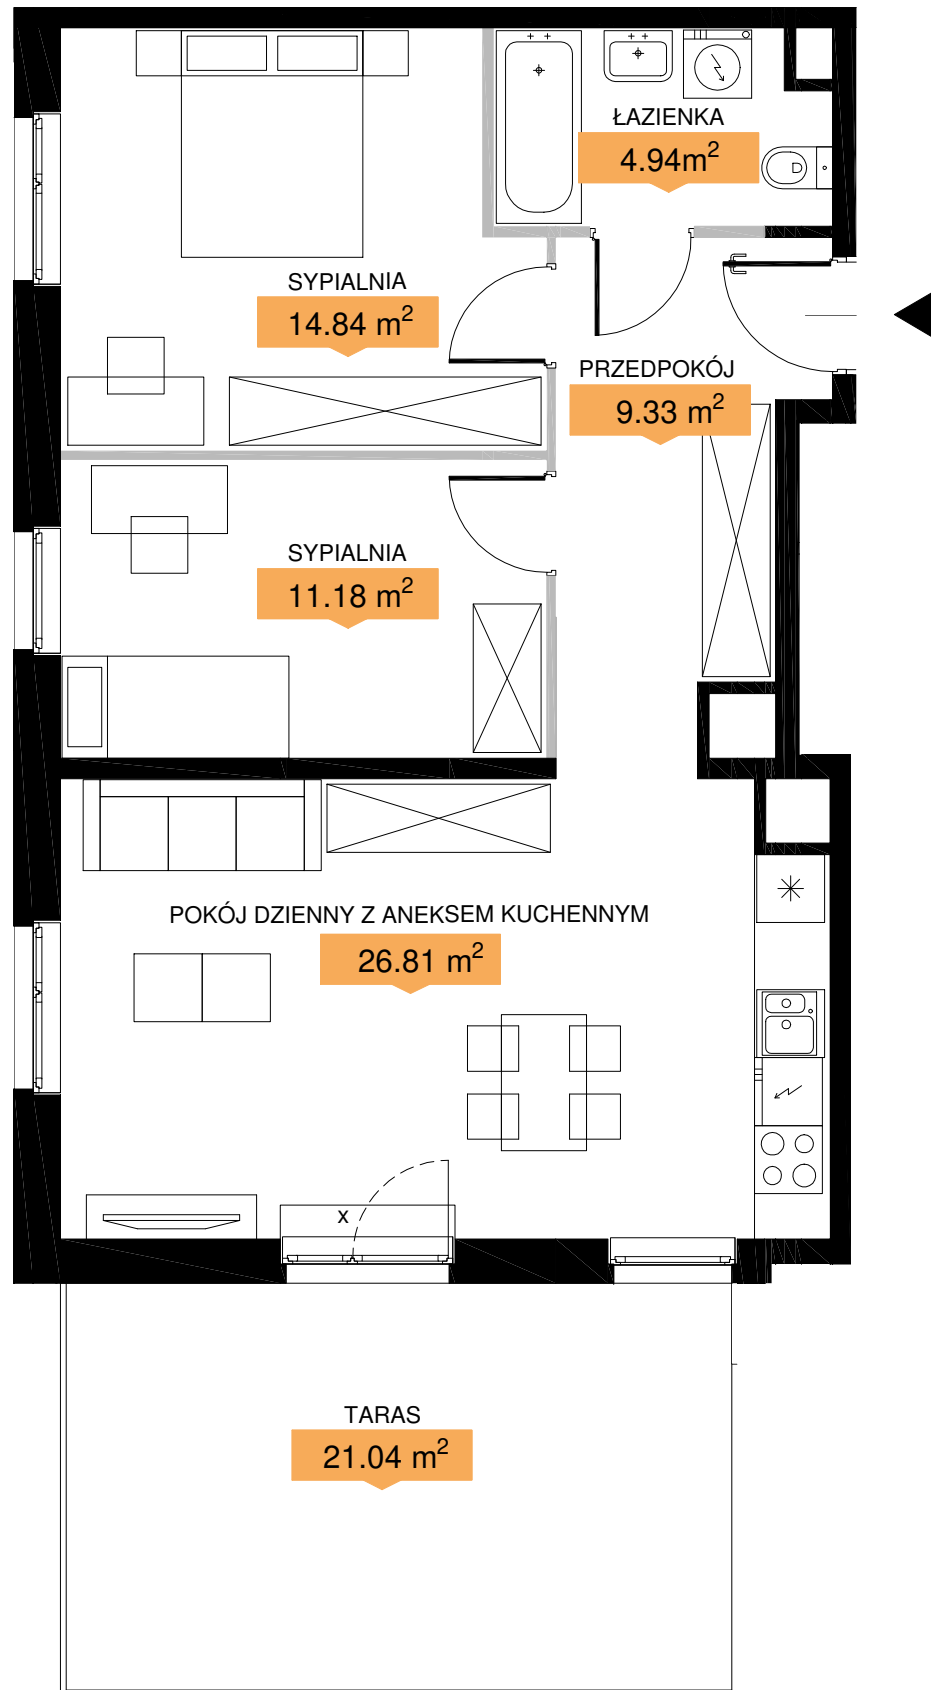 ŁAZIENKA
4.94m²
SYPIALNIA
14.84 m²
PRZEDPOKÓJ
9.33 m²
SYPIALNIA
11.18 m²
POKÓJ DZIENNY Z ANEKSEM KUCHENNYM
26.81 m²
x
TARAS
21.04 m²